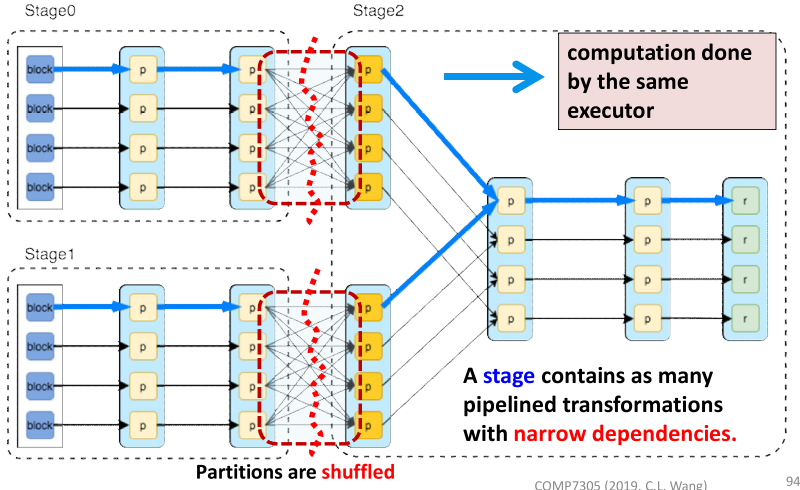 Stage0
Stage2
block p p p
block p p p
block p p p
block p p p
computation done
by the same
executor
p p r
p p r
p p r
p p r
Stage1
block p p p
block p p p
block p p p
block p p p
A stage contains as many
pipelined transformations
with narrow dependencies.
Partitions are shuffled
COMP7305 (2019, C.L. Wang)
94